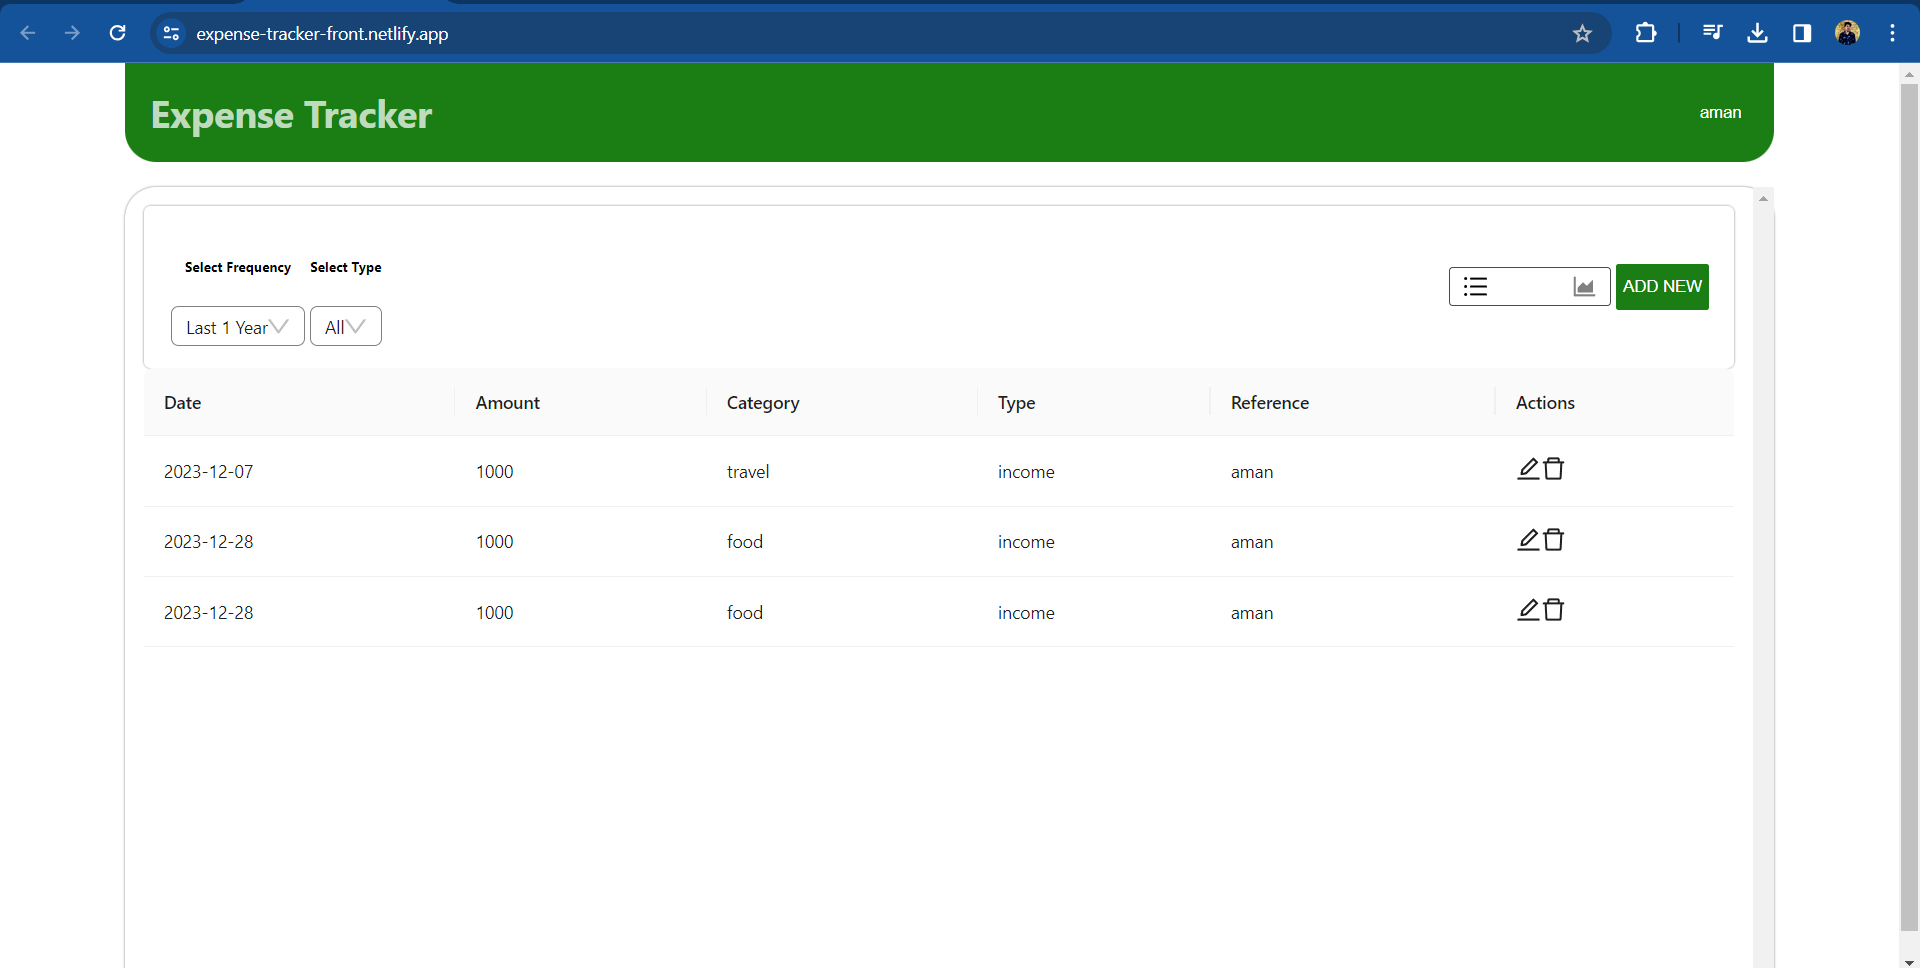 expense-tracker-front.netlify.app
Expense Tracker
aman
Select Frequency Select Type
Last 1 Year All
ADD NEW
Date Amount Category Type Reference Actions
2023-12-07 1000 travel income aman
2023-12-28 1000 food income aman
2023-12-28 1000 food income aman